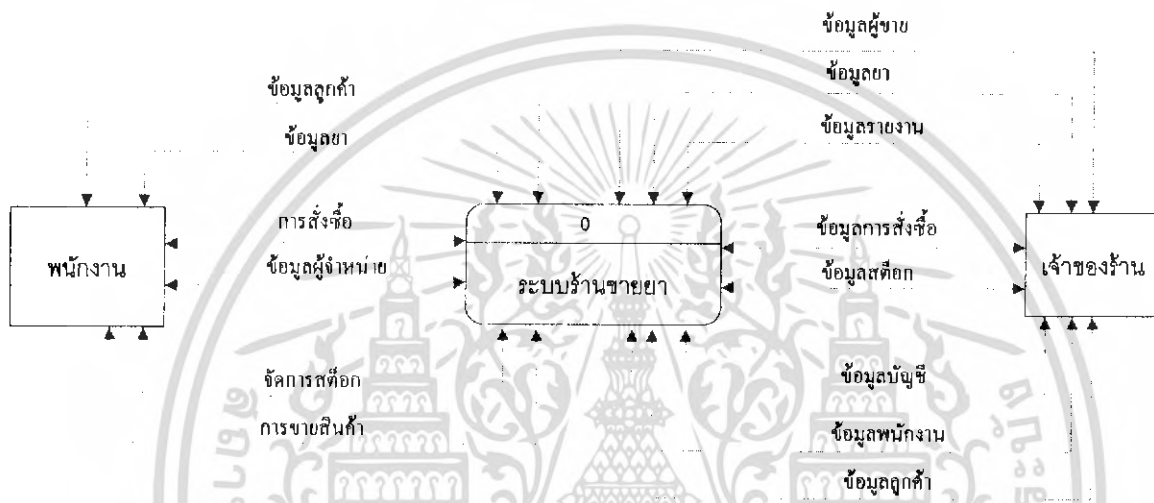 ข้อมูลผู้ขาย
ข้อมูลลูกค้า
ข้อมูลยา
ข้อมูลยา
ข้อมูลรายงาน
0
การสั่งซื้อ
ข้อมูลการสั่งซื้อ
พนักงาน
ข้อมูลผู้จำหน่าย
ระบบร้านขายยา
ข้อมูลสต๊อก
เจ้าของร้าน
จัดการสต๊อก
ข้อมูลบัญชี
การขายสินค้า
ข้อมูลพนักงาน
ข้อมูลลูกค้า